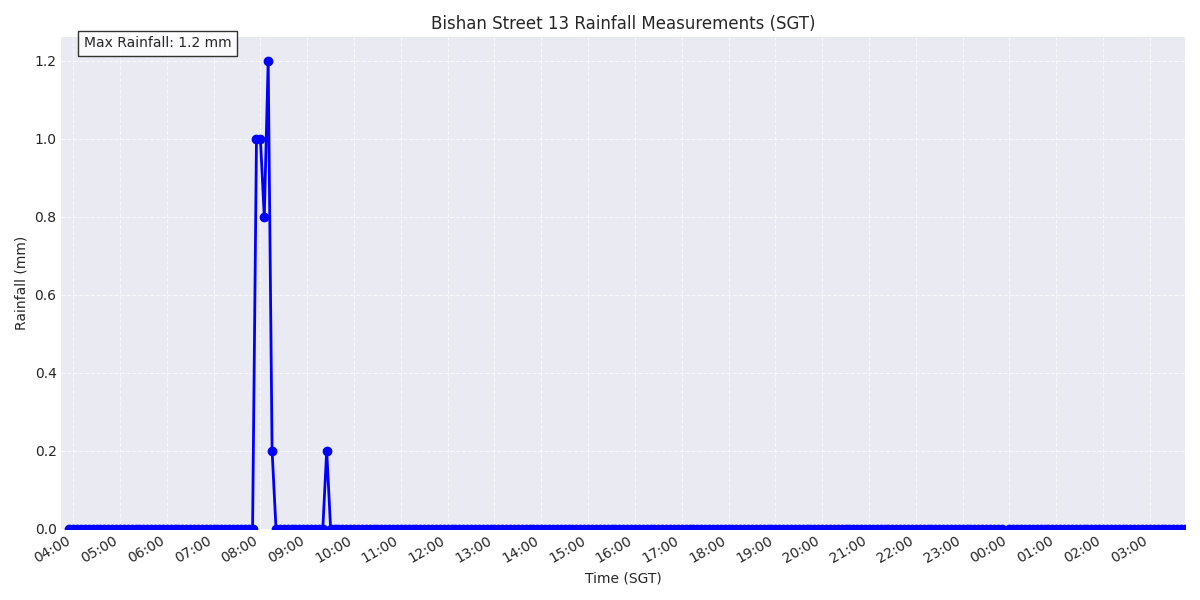 Bishan Street 13 Rainfall Measurements (SGT)
Max Rainfall: 1.2 mm
Rainfall (mm)
1.2
1.0
0.8
0.6
0.4
0.2
0.0
04:00 05:00 06:00 07:00 08:00 09:00 10:00 11:00 12:00 13:00 14:00 15:00 16:00 17:00 18:00 19:00 20:00 21:00 22:00 23:00 00:00 01:00 02:00 03:00
Time (SGT)